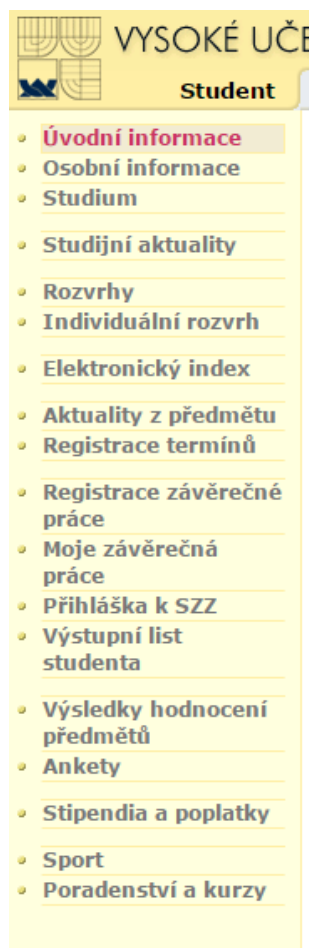 VYSOKÉ UČE
Student
Úvodní informace
Osobní informace
Studium
Studijní aktuality
Rozvrhy
Individuální rozvrh
Elektronický index
Aktuality z předmětu
Registrace termínů
Registrace závěrečné
práce
Moje závěrečná
práce
Přihláška k SZZ
Výstupní list
studenta
Výsledky hodnocení
předmětů
Ankety
Stipendia a poplatky
Sport
Poradenství a kurzy